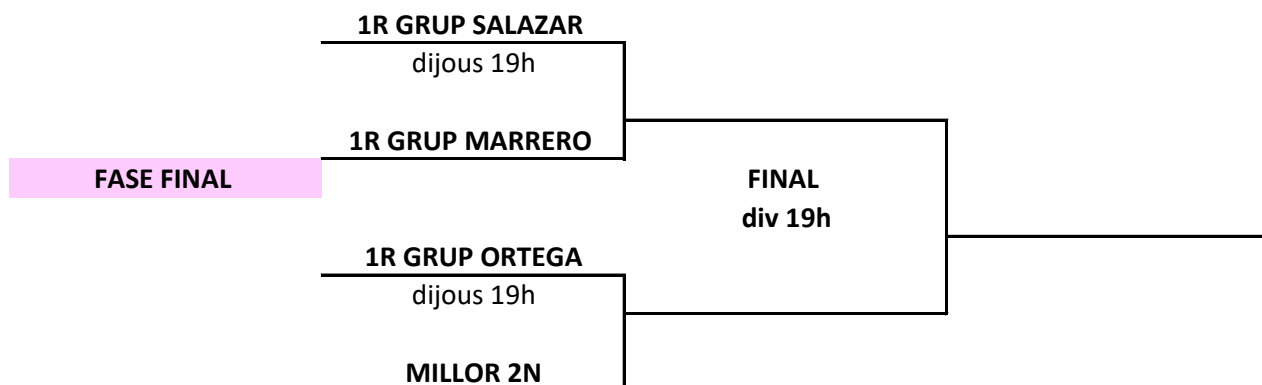 1R GRUP SALAZAR
dijous 19h
1R GRUP MARRERO
FASE FINAL
FINAL
div 19h
1R GRUP ORTEGA
dijous 19h
MILLOR 2N